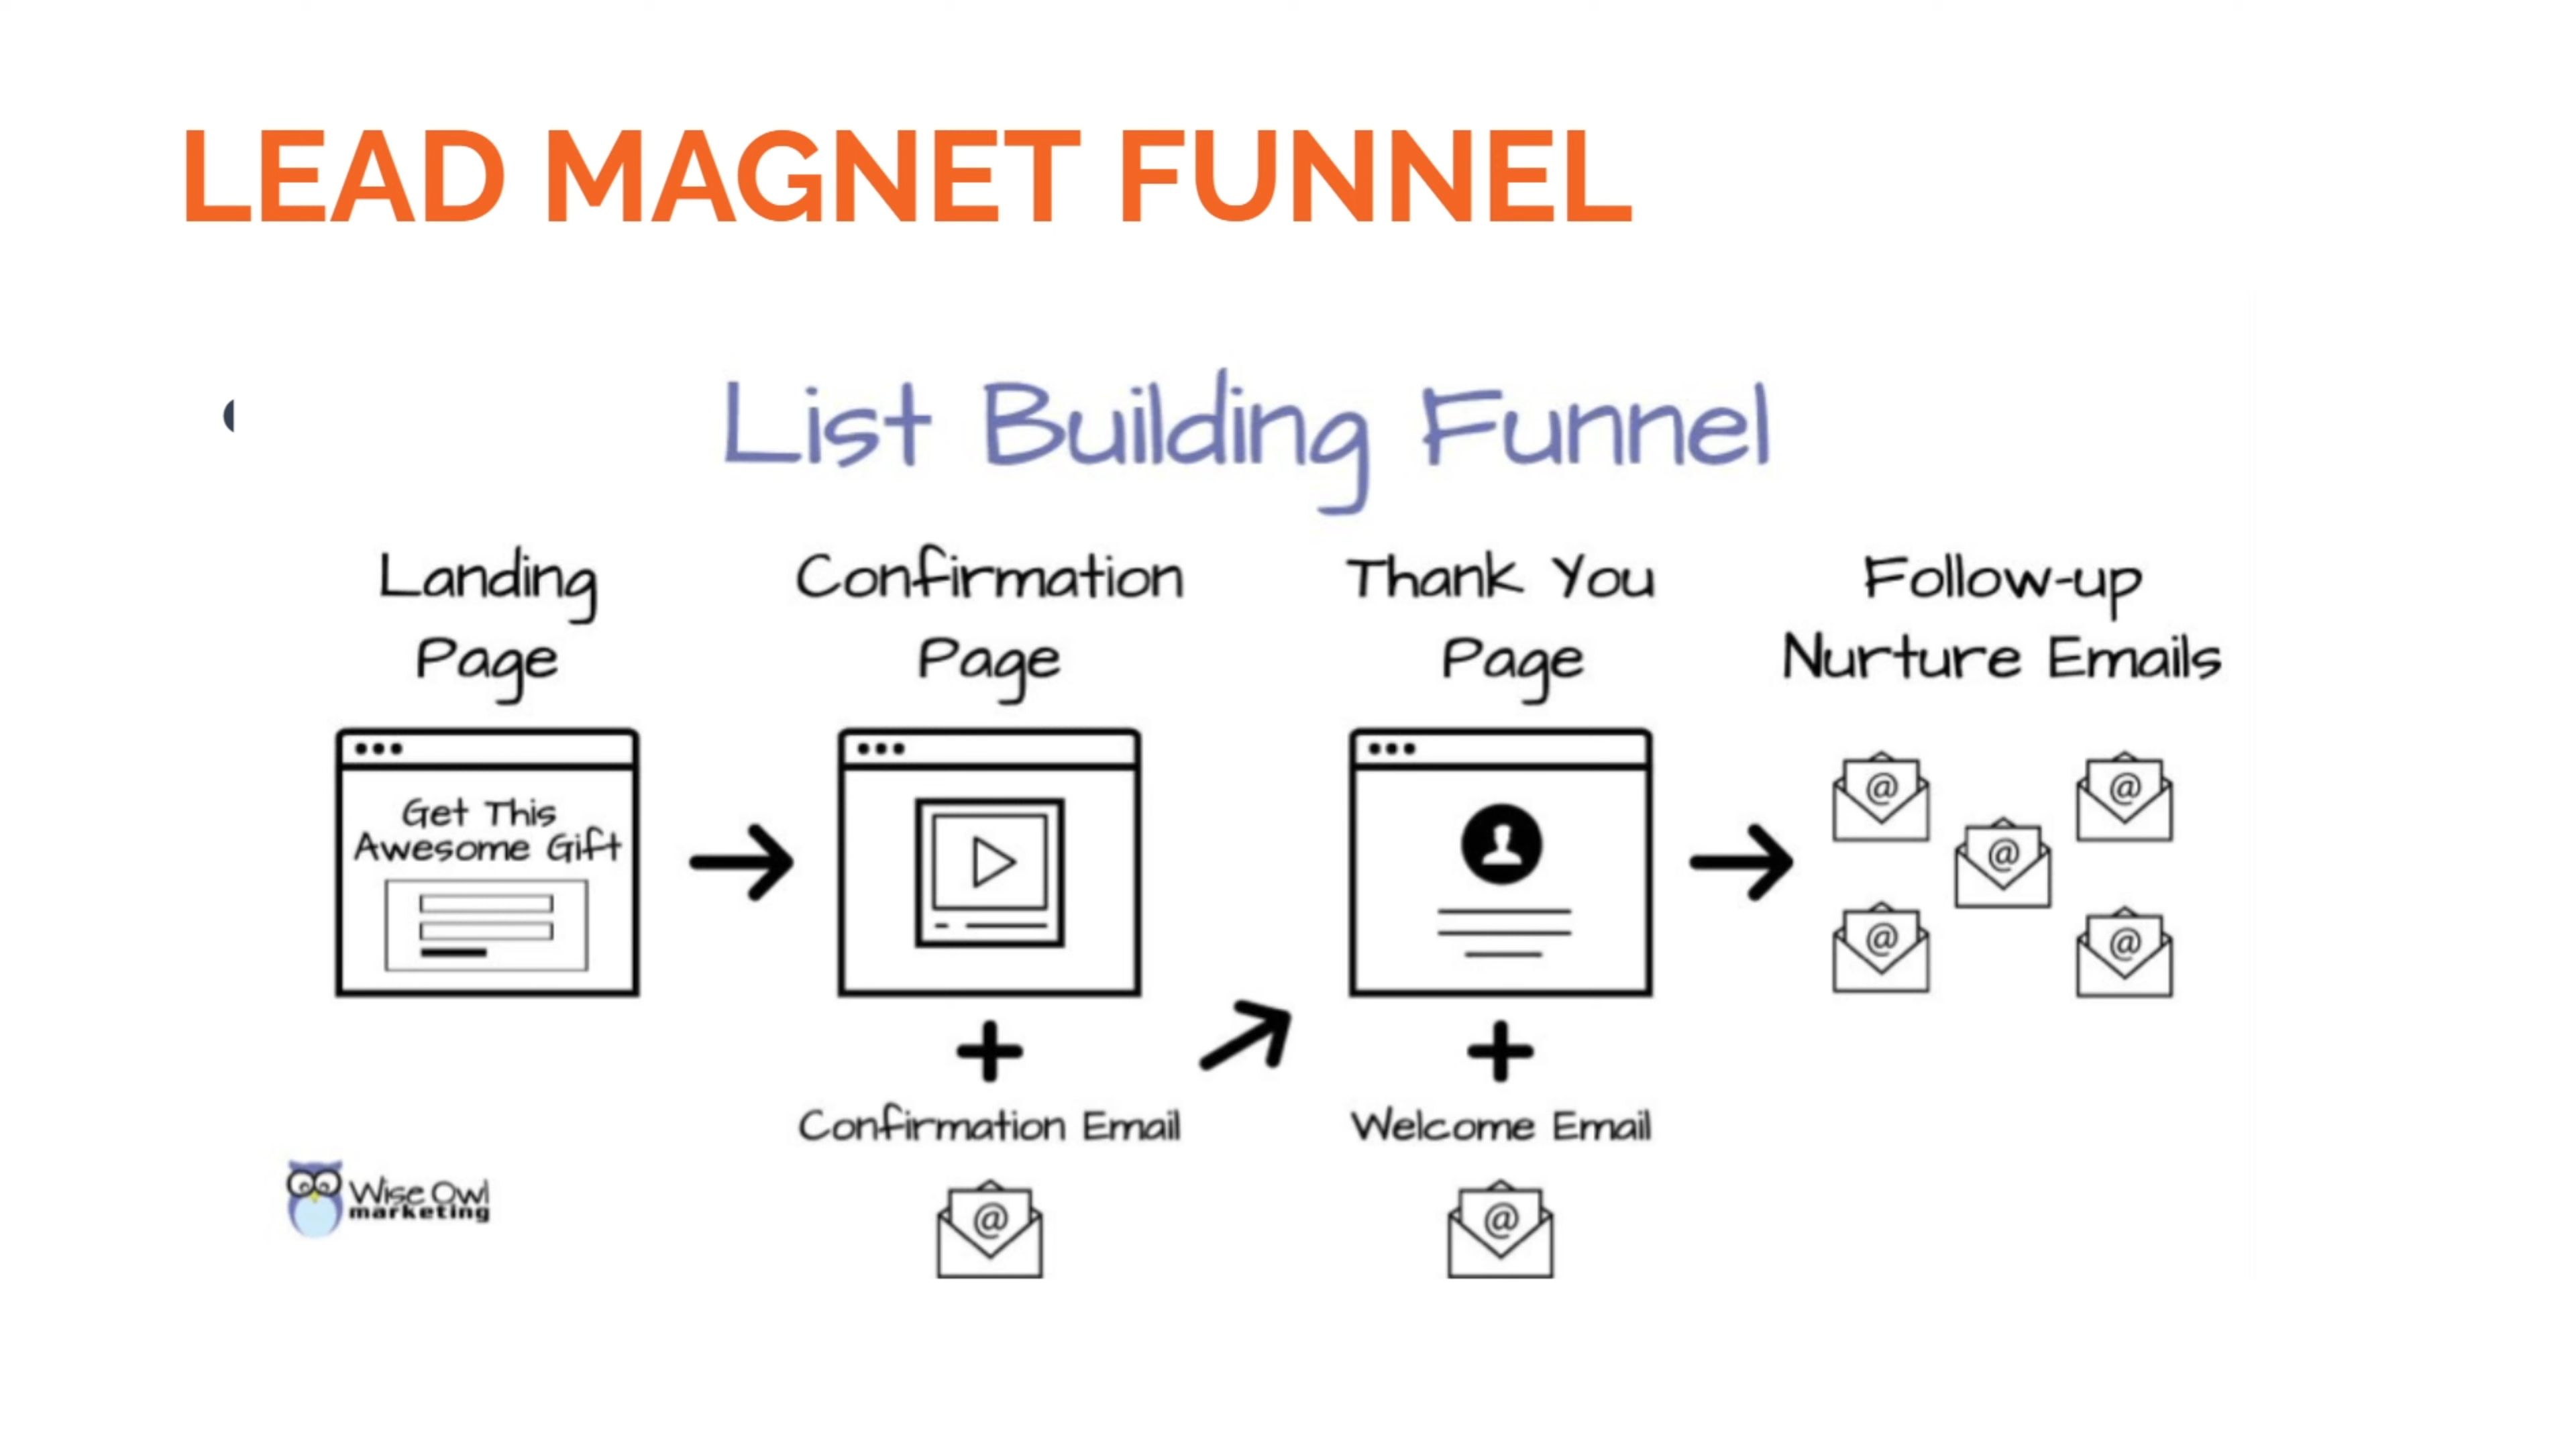 LEAD MAGNET FUNNEL
List Building Funnel
Landing
Page
Confirmation
Page
Thank You
Page
Follow-up
Nurture Emails
Get This
Awesome Gift
@
@
@
@
@
Confirmation Email
Welcome Email
@
@
Wise Owl
marketing